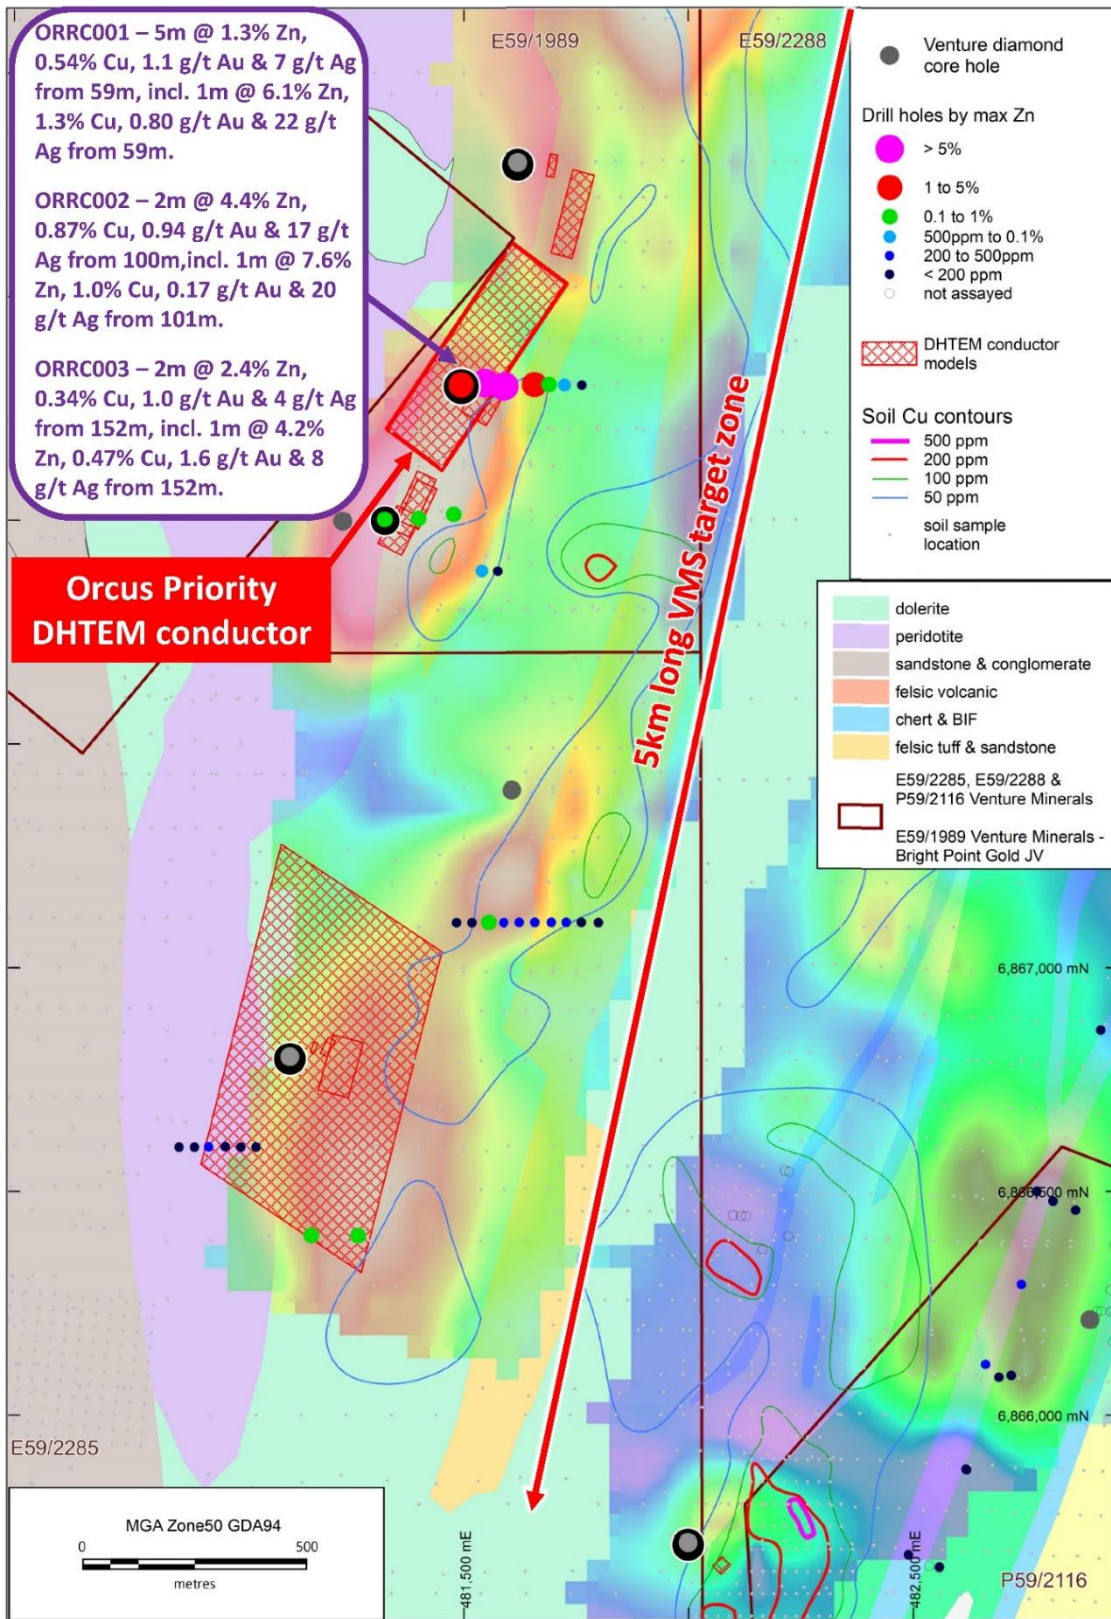 ORRC001 – 5m @ 1.3% Zn,
0.54% Cu, 1.1 g/t Au & 7 g/t Ag
from 59m, incl. 1m @ 6.1% Zn,
1.3% Cu, 0.80 g/t Au & 22 g/t
Ag from 59m.
ORRC002 – 2m @ 4.4% Zn,
0.87% Cu, 0.94 g/t Au & 17 g/t
Ag from 100m,incl. 1m @ 7.6%
Zn, 1.0% Cu, 0.17 g/t Au & 20
g/t Ag from 101m.
ORRC003 – 2m @ 2.4% Zn,
0.34% Cu, 1.0 g/t Au & 4 g/t Ag
from 152m, incl. 1m @ 4.2%
Zn, 0.47% Cu, 1.6 g/t Au & 8
g/t Ag from 152m.
Orcus Priority
DHTEM conductor
E59/1989
E59/2288
5km long VMS target zone
Venture diamond
core hole
Drill holes by max Zn
> 5%
1 to 5%
0.1 to 1%
500ppm to 0.1%
200 to 500ppm
< 200 ppm
not assayed
DHTEM conductor
models
Soil Cu contours
500 ppm
200 ppm
100 ppm
50 ppm
soil sample
location
dolerite
peridotite
sandstone & conglomerate
felsic volcanic
chert & BIF
felsic tuff & sandstone
E59/2285, E59/2288 &
P59/2116 Venture Minerals
E59/1989 Venture Minerals -
Bright Point Gold JV
6,867,000 mN
6,866,500 mN
6,866,000 mN
E59/2285
MGA Zone50 GDA94
0 500
metres
481,500 mE
482,500 mE
P59/2116